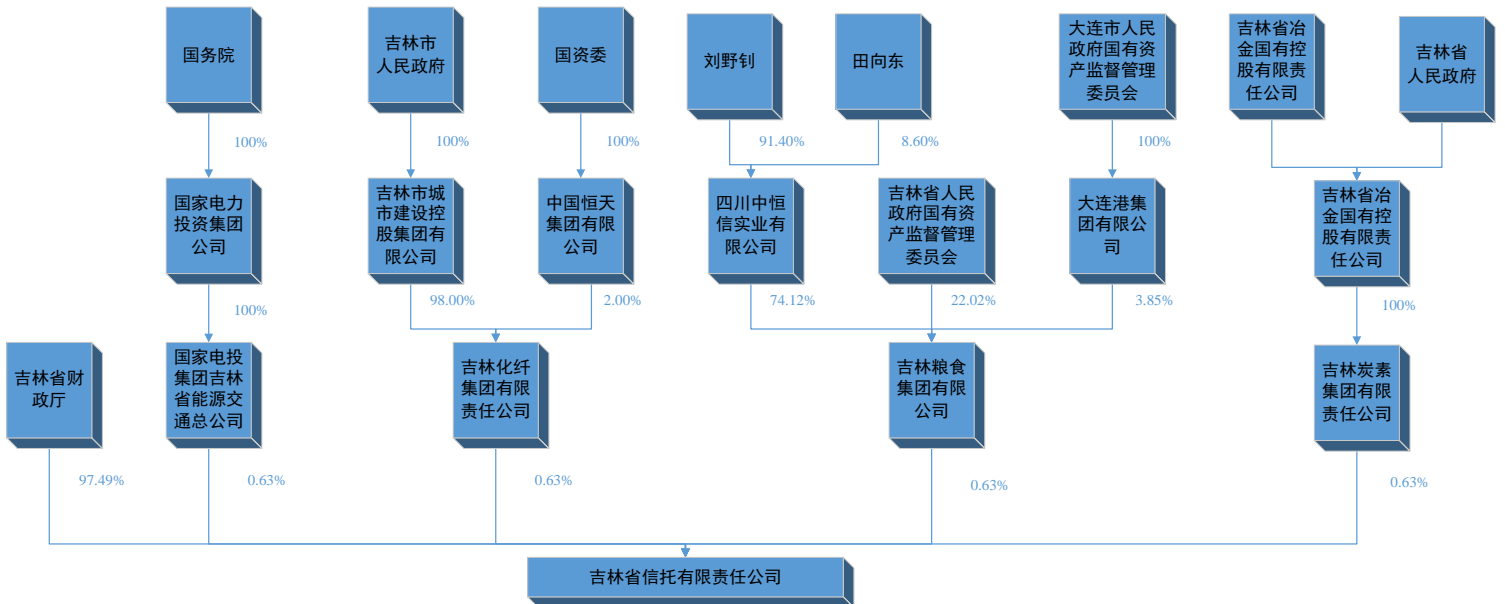 国务院
吉林市
人民政府
国资委
刘野钊
田向东
大连市人民
政府国有资
产监督管理
委员会
吉林省冶
金国有控
股有限责
任公司
吉林省
人民政府
100%
100%
100%
91.40%
8.60%
100%
国家电力
投资集团
公司
吉林市城
市建设控
股集团有
限公司
中国恒天
集团有限
公司
四川中恒
信实业有
限公司
吉林省人民
政府国有资
产监督管理
委员会
大连港集
团有限公
司
吉林省冶
金国有控
股有限责
任公司
100%
98.00%
2.00%
74.12%
22.02%
3.85%
100%
吉林省财
政厅
国家电投
集团吉林
省能源交
通总公司
吉林化纤
集团有限
责任公司
吉林粮食
集团有限
公司
吉林炭素
集团有限
责任公司
97.49%
0.63%
0.63%
0.63%
0.63%
吉林省信托有限责任公司